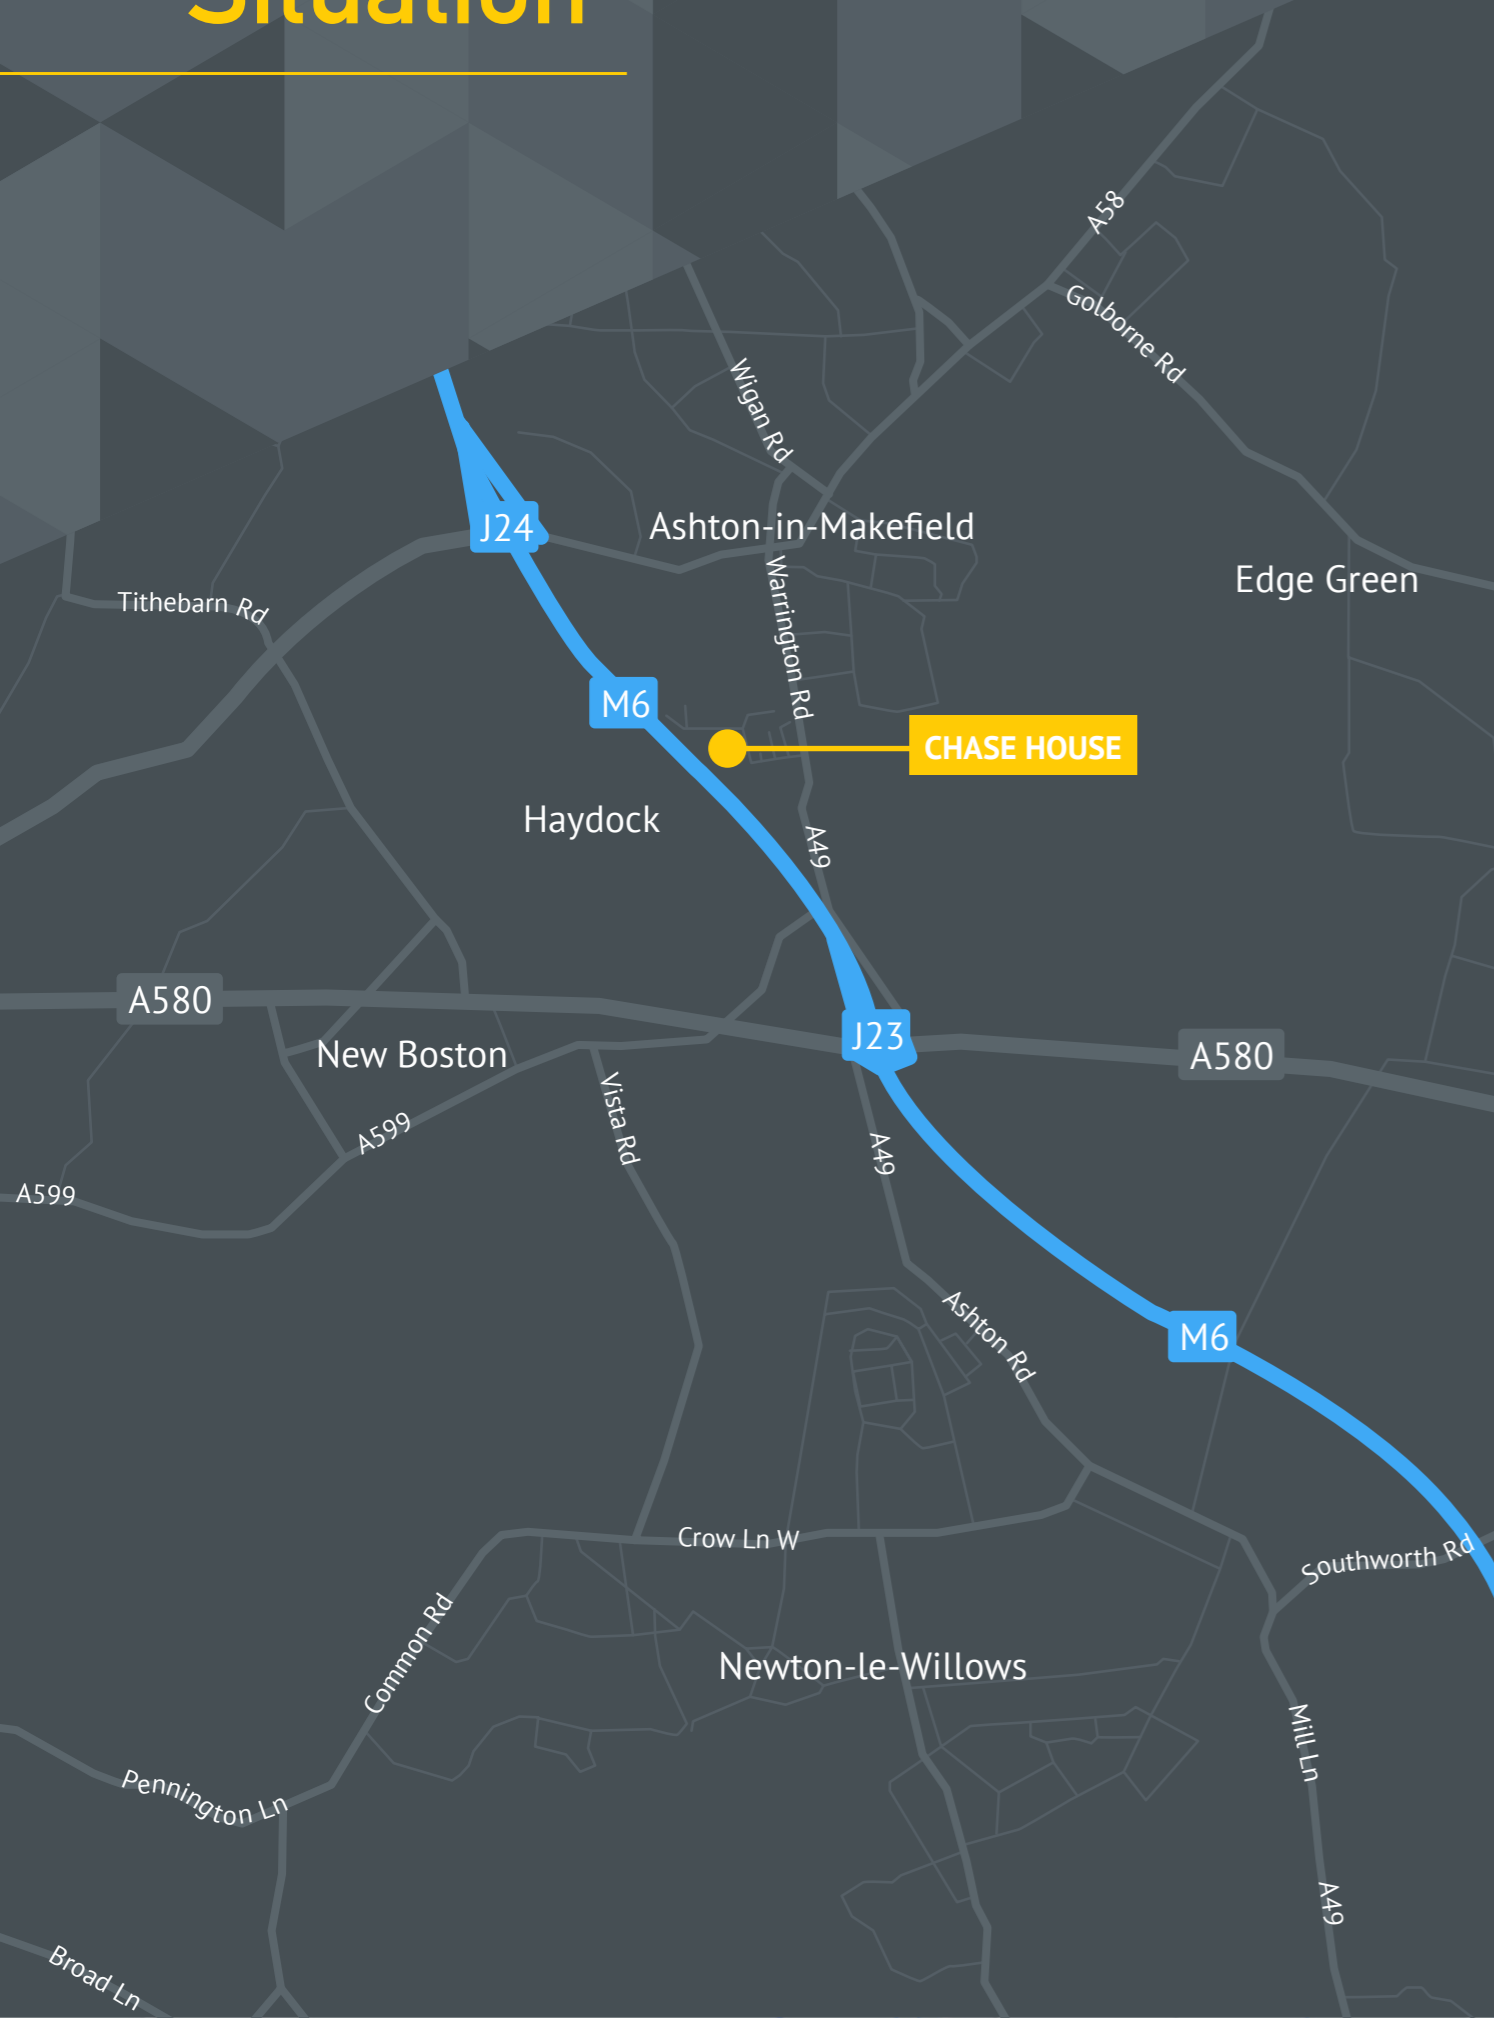 Situation
A58
Golborne Rd
Wigan Rd
J24
Ashton-in-Makefield
Edge Green
Tithebarn Rd
Warrington Rd
M6
CHASE HOUSE
Haydock
A49
A580
J23
A580
New Boston
Vista Rd
A599
A49
A599
Ashton Rd
M6
Crow Ln W
Southworth Rd
Common Rd
Newton-le-Willows
Mill Ln
Pennington Ln
A49
Broad Ln